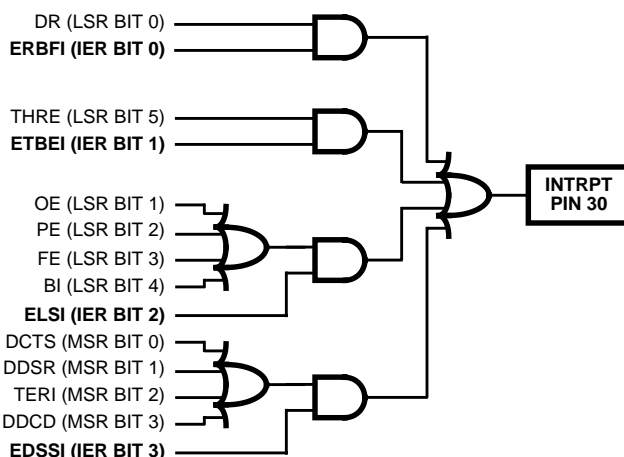 DR (LSR BIT 0)
ERBFI (IER BIT 0)
THRE (LSR BIT 5)
ETBEI (IER BIT 1)
OE (LSR BIT 1)
PE (LSR BIT 2)
FE (LSR BIT 3)
BI (LSR BIT 4)
ELSI (IER BIT 2)
DCTS (MSR BIT 0)
DDSR (MSR BIT 1)
TERI (MSR BIT 2)
DDCD (MSR BIT 3)
EDSSI (IER BIT 3)
INTRPT
PIN 30